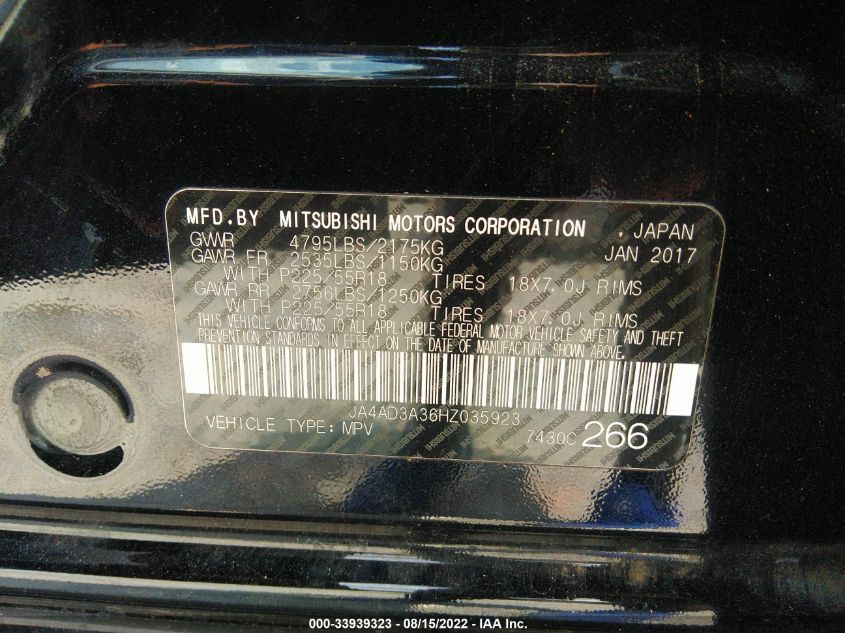 MFD.BY MITSUBISHI MOTORS CORPORATION . JAPAN
GVWR 4795LBS/2175KG JAN 2017
GAWR FR 2535LBS/1150KG
WITH P225/55R18 TIRES 18X7.0J RIMS
GAWR RR 2756LBS/1250KG
WITH P225/55R18 TIRES 18X7.0J RIMS
THIS VEHICLE CONFORMS TO ALL APPLICABLE FEDERAL MOTOR VEHICLE SAFETY AND THEFT
PREVENTION STANDARDS IN EFFECT ON THE DATE OF MANUFACTURE SHOWN ABOVE.
JA4AD3A36HZ035923
VEHICLE TYPE: MPV 7430C 266
000-33939323 - 08/15/2022 - IAA Inc.